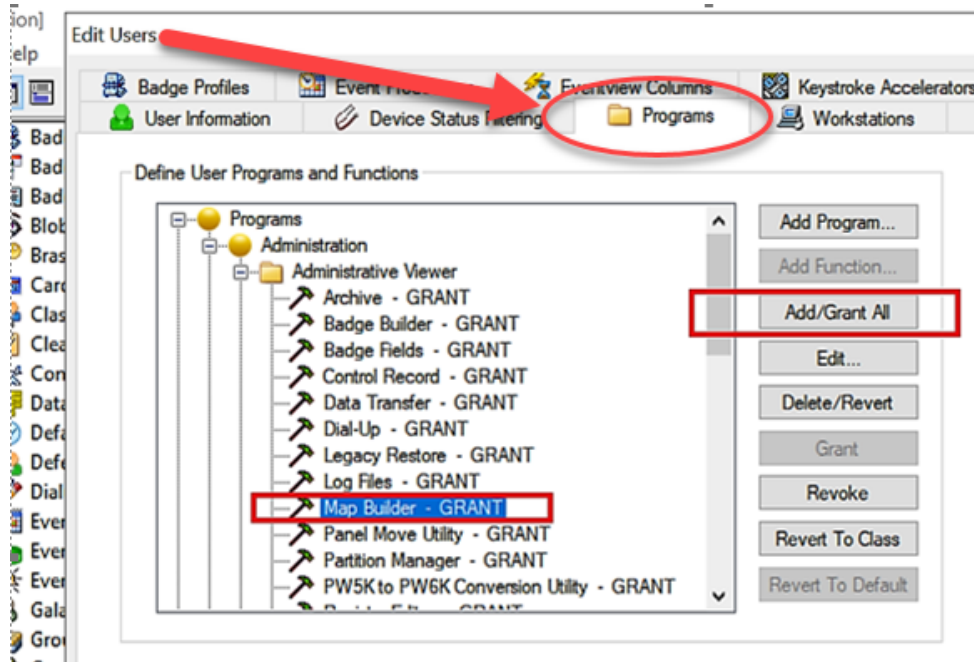 ion]
elp
Edit Users
Badge Profiles
Eventview Columns
Keystroke Accelerators
User Information
Device Status Filtering
Programs
Workstations
Define User Programs and Functions
Programs
Administration
Administrative Viewer
Archive - GRANT
Badge Builder - GRANT
Badge Fields - GRANT
Control Record - GRANT
Data Transfer - GRANT
Dial-Up - GRANT
Legacy Restore - GRANT
Log Files - GRANT
Map Builder - GRANT
Panel Move Utility - GRANT
Partition Manager - GRANT
PW5K to PW6K Conversion Utility - GRANT
Add Program...
Add Function...
Add/Grant All
Edit...
Delete/Revert
Grant
Revoke
Revert To Class
Revert To Default
Bad
Bad
Bad
Blob
Bras
Card
Clas
Clea
Con
Data
Defa
Defe
Dial
Ever
Ever
Ever
Gala
Grou